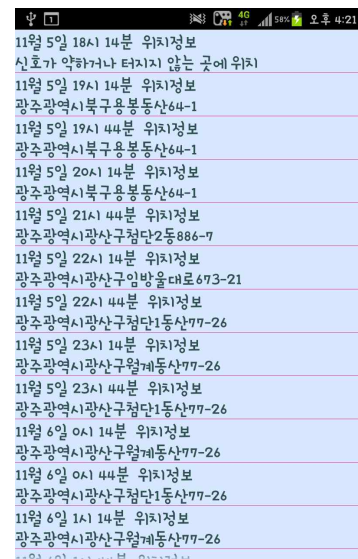 1 4G 58% 오후 4:21
11월 5일 18시 14분 위치정보
신호가 약하거나 터지지 않는 곳에 위치
11월 5일 19시 14분 위치정보
광주광역시북구용봉동산64-1
11월 5일 19시 44분 위치정보
광주광역시북구용봉동산64-1
11월 5일 20시 14분 위치정보
광주광역시북구용봉동산64-1
11월 5일 21시 44분 위치정보
광주광역시광산구첨단2동886-7
11월 5일 22시 14분 위치정보
광주광역시광산구임방울대로673-21
11월 5일 22시 44분 위치정보
광주광역시광산구첨단1동산77-26
11월 5일 23시 14분 위치정보
광주광역시광산구월계동산77-26
11월 5일 23시 44분 위치정보
광주광역시광산구첨단1동산77-26
11월 6일 0시 14분 위치정보
광주광역시광산구월계동산77-26
11월 6일 0시 44분 위치정보
광주광역시광산구첨단1동산77-26
11월 6일 1시 14분 위치정보
광주광역시광산구월계동산77-26